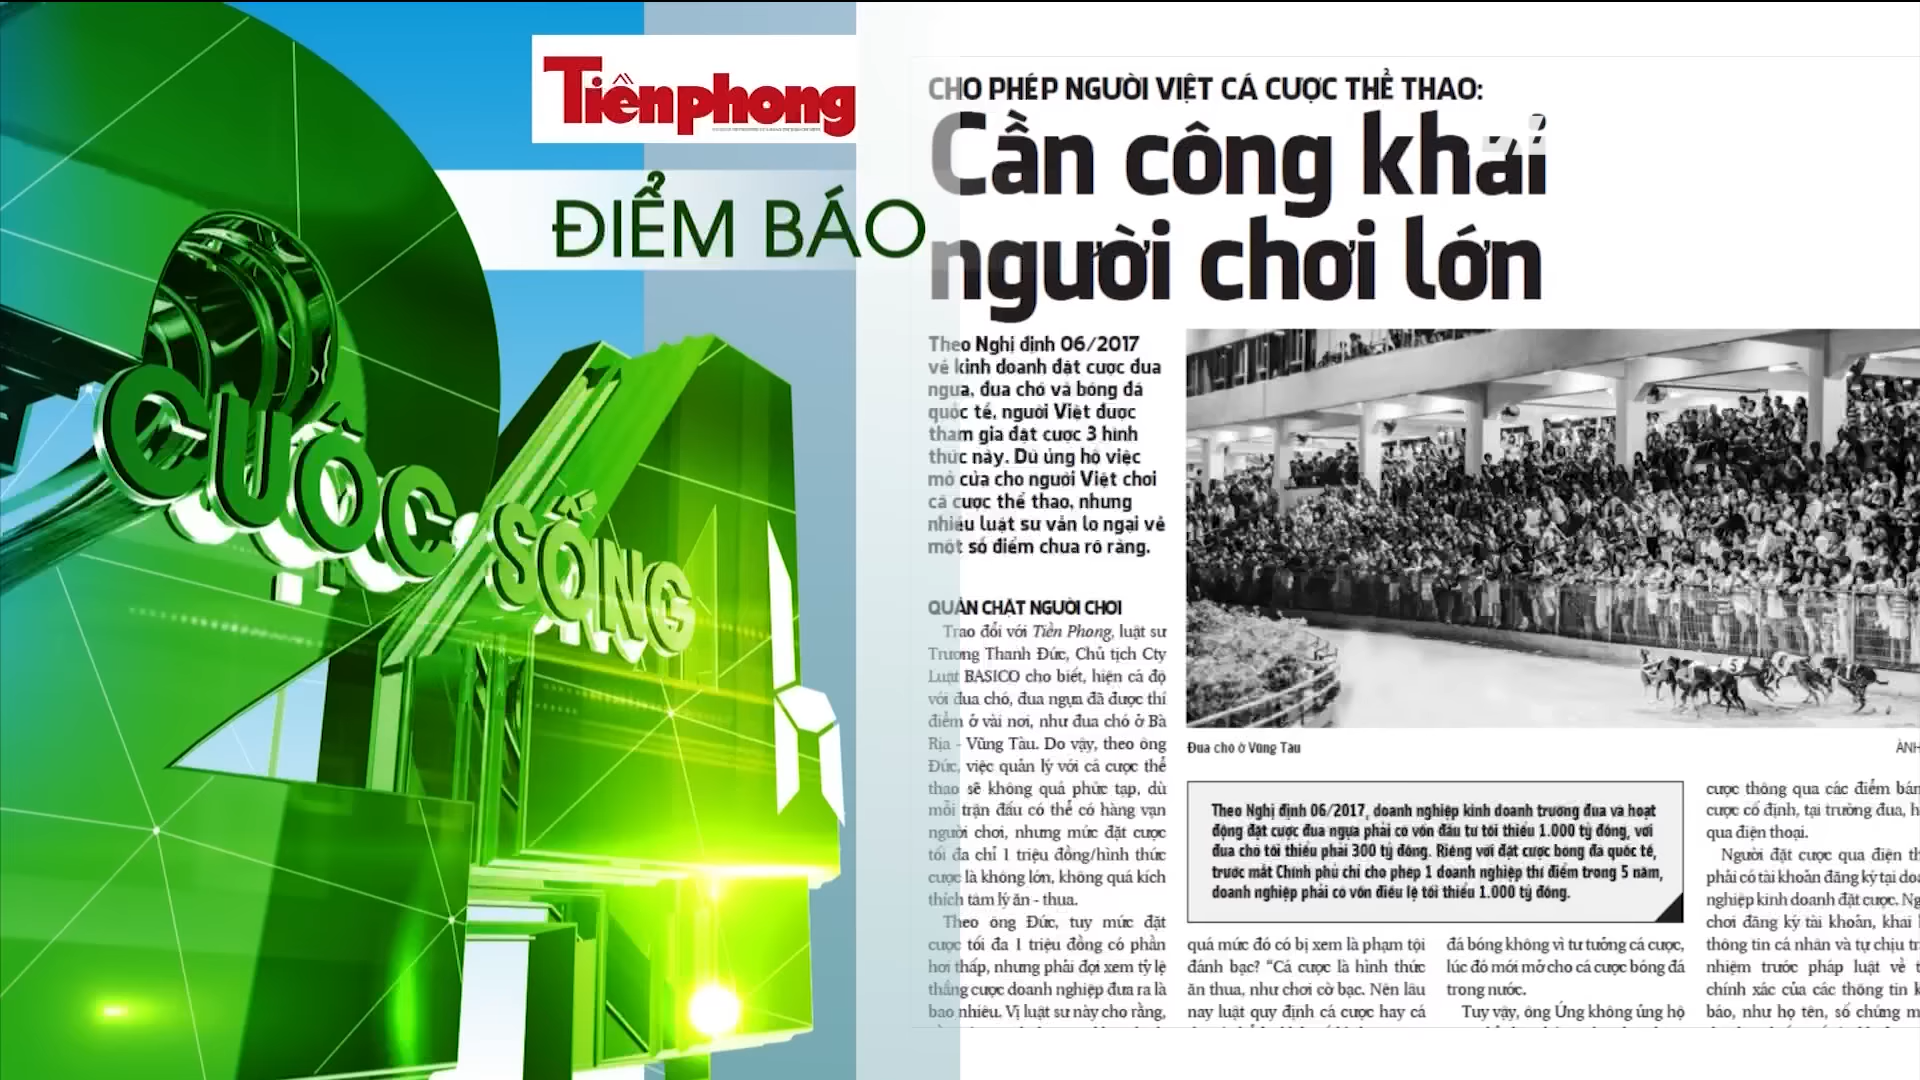 Tiền phong
ĐIỂM BÁO
CUỘC SỐNG
24h
CHO PHÉP NGƯỜI VIỆT CÁ CƯỢC THỂ THAO:
Cần công khai
người chơi lớn
Theo Nghị định 06/2017
về kinh doanh đặt cược đua
ngựa, đua chó và bóng đá
quốc tế, người Việt được
tham gia đặt cược 3 hình
thức này. Dù ủng hộ việc
mở cửa cho người Việt chơi
cá cược thể thao, nhưng
nhiều luật sư vẫn lo ngại về
một số điểm chưa rõ ràng.
QUẢN CHẶT NGƯỜI CHƠI
Trao đổi với Tiền Phong, luật sư
Trương Thanh Đức, Chủ tịch Cty
Luật BASICO cho biết, hiện cá độ
với đua chó, đua ngựa đã được thí
điểm ở vài nơi, như đua chó ở Bà
Rịa - Vũng Tàu. Do vậy, theo ông
Đức, việc quản lý với cá cược thể
thao sẽ không quá phức tạp, dù
mỗi trận đấu có thể có hàng vạn
người chơi, nhưng mức đặt cược
tối đa chỉ 1 triệu đồng/hình thức
cược là không lớn, không quá kích
thích tâm lý ăn - thua.
Theo ông Đức, tuy mức đặt
cược tối đa 1 triệu đồng có phần
hơi thấp, nhưng phải đợi xem tỷ lệ
thắng cược doanh nghiệp đưa ra là
bao nhiêu. Vị luật sư này cho rằng,
Đua chó ở Vũng Tàu
ẢNH
Theo Nghị định 06/2017, doanh nghiệp kinh doanh trường đua và hoạt
động đặt cược đua ngựa phải có vốn đầu tư tối thiểu 1.000 tỷ đồng, với
đua chó tối thiểu phải 300 tỷ đồng. Riêng với đặt cược bóng đá quốc tế,
trước mắt Chính phủ chỉ cho phép 1 doanh nghiệp thí điểm trong 5 năm,
doanh nghiệp phải có vốn điều lệ tối thiểu 1.000 tỷ đồng.
quá mức đó có bị xem là phạm tội
đánh bạc? “Cá cược là hình thức
ăn thua, như chơi cờ bạc. Nên lâu
nay luật quy định cá cược hay cá
đá bóng không vì tư tưởng cá cược,
lúc đó mới mở cho cá cược bóng đá
trong nước.
Tuy vậy, ông Ứng không ủng hộ
cược thông qua các điểm bán
cược cố định, tại trường đua, h
qua điện thoại.
Người đặt cược qua điện th
phải có tài khoản đăng ký tại doa
nghiệp kinh doanh đặt cược. Ng
chơi đăng ký tài khoản, khai
thông tin cá nhân và tự chịu tr
nhiệm trước pháp luật về t
chính xác của các thông tin k
báo, như họ tên, số chứng m